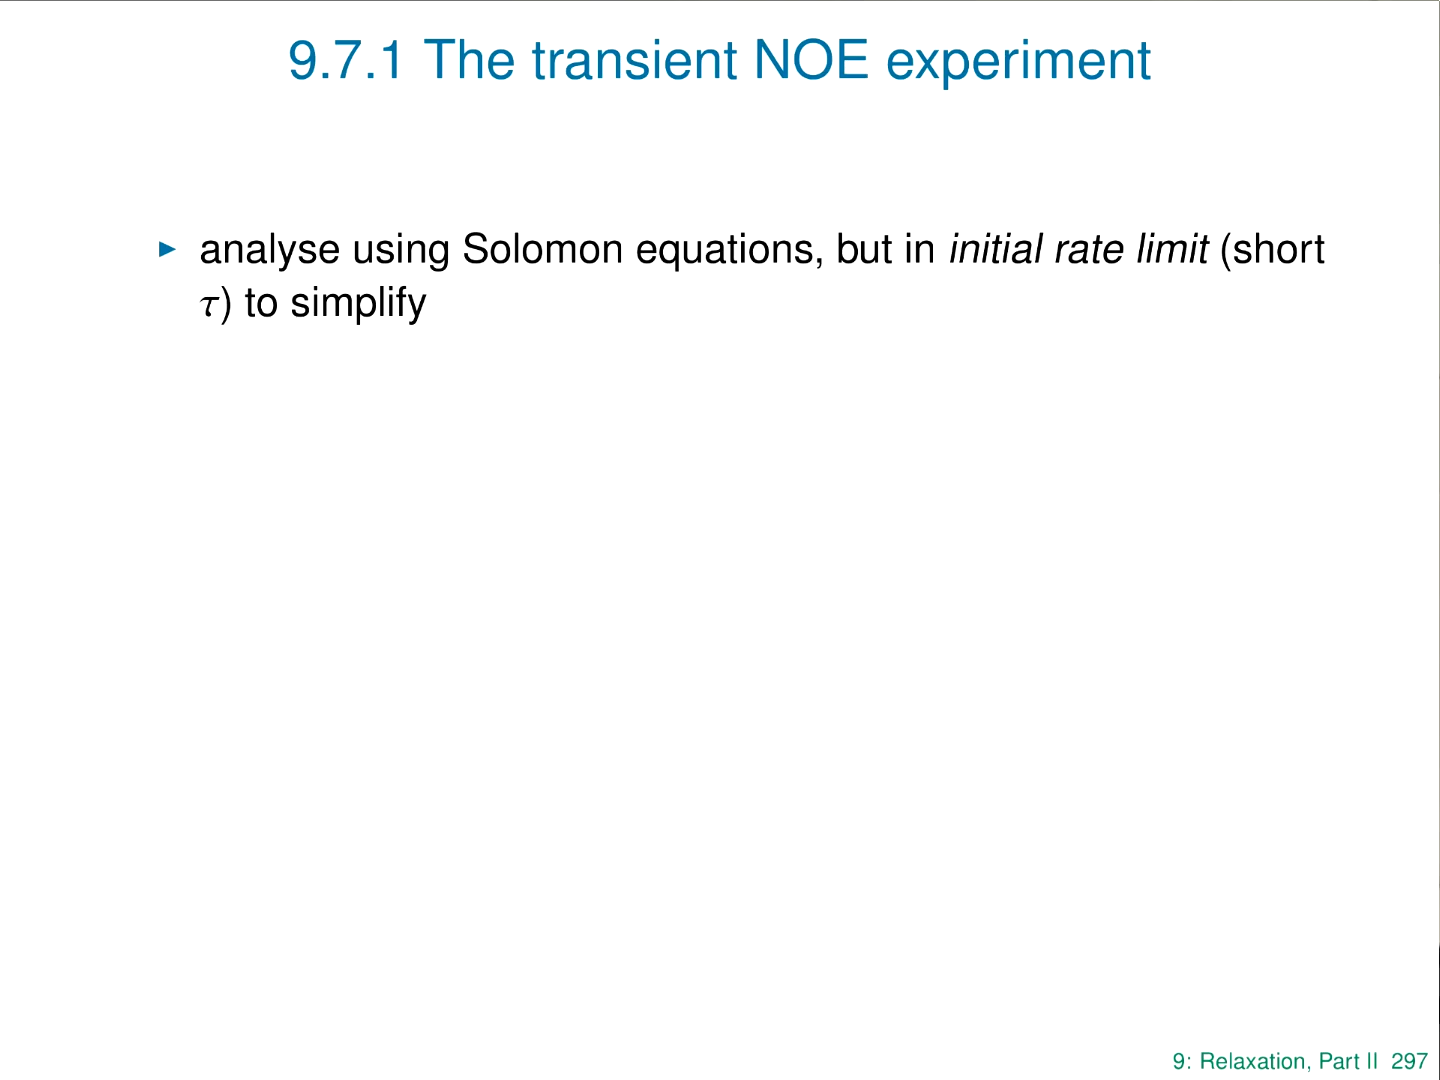 9.7.1 The transient NOE experiment
▶ analyse using Solomon equations, but in initial rate limit (short
τ) to simplify
9: Relaxation, Part II 297